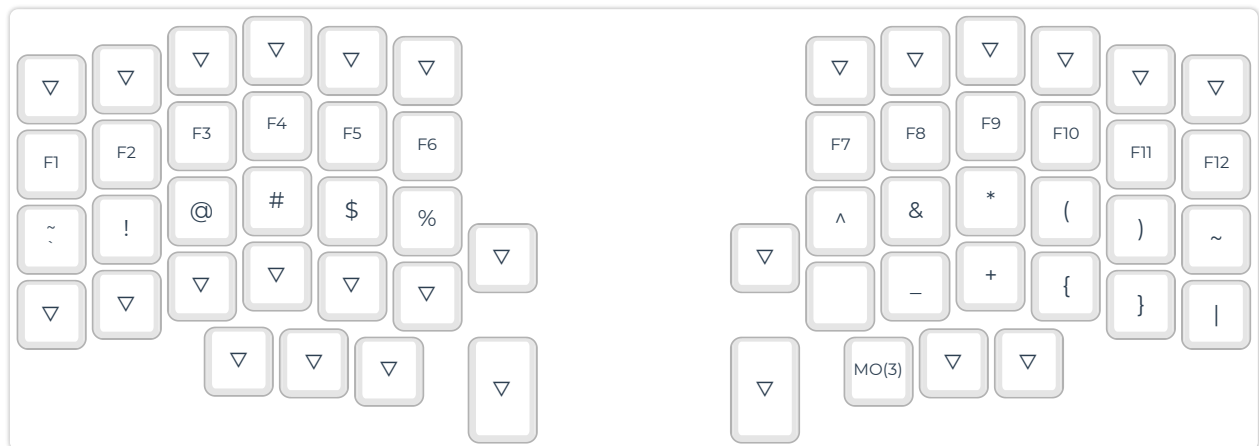 ▽ ▽ ▽ ▽ ▽ ▽ ▽ ▽ ▽ ▽ ▽ ▽
F1 F2 F3 F4 F5 F6 F7 F8 F9 F10 F11 F12
~
` ! @ # $ % ^ & * ( ) ~
▽ ▽ ▽ ▽ ▽ ▽ ▽ ▽ _ + { } |
▽ ▽ ▽ ▽ ▽ MO(3) ▽ ▽